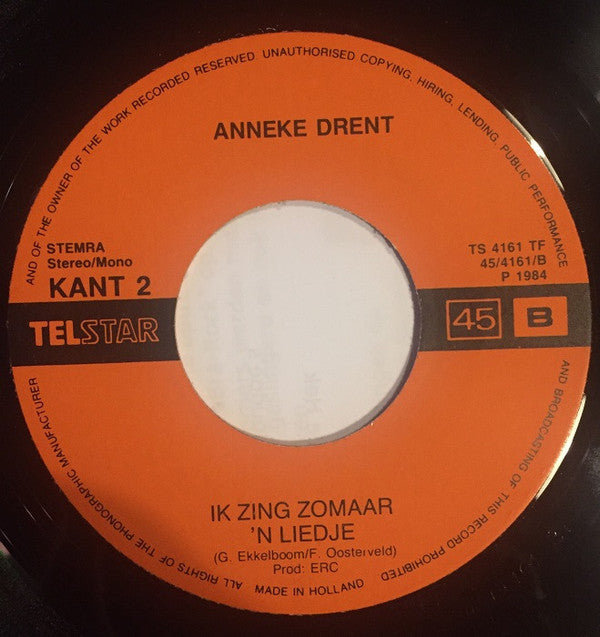 ALL RIGHTS OF THE PHONOGRAPHIC MANUFACTURER
AND OF THE OWNER OF THE WORK RECORDED RESERVED. UNAUTHORISED COPYING, HIRING, LENDING, PUBLIC PERFORMANCE
AND BROADCASTING OF THIS RECORD PROHIBITED
ANNEKE DRENT
STEMRA
Stereo/Mono
KANT 2
TS 4161 TF
45/4161/B
P 1984
TELSTAR
45 B
IK ZING ZOMAAR
'N LIEDJE
(G. Ekkelboom/F. Oosterveld)
Prod: ERC
MADE IN HOLLAND